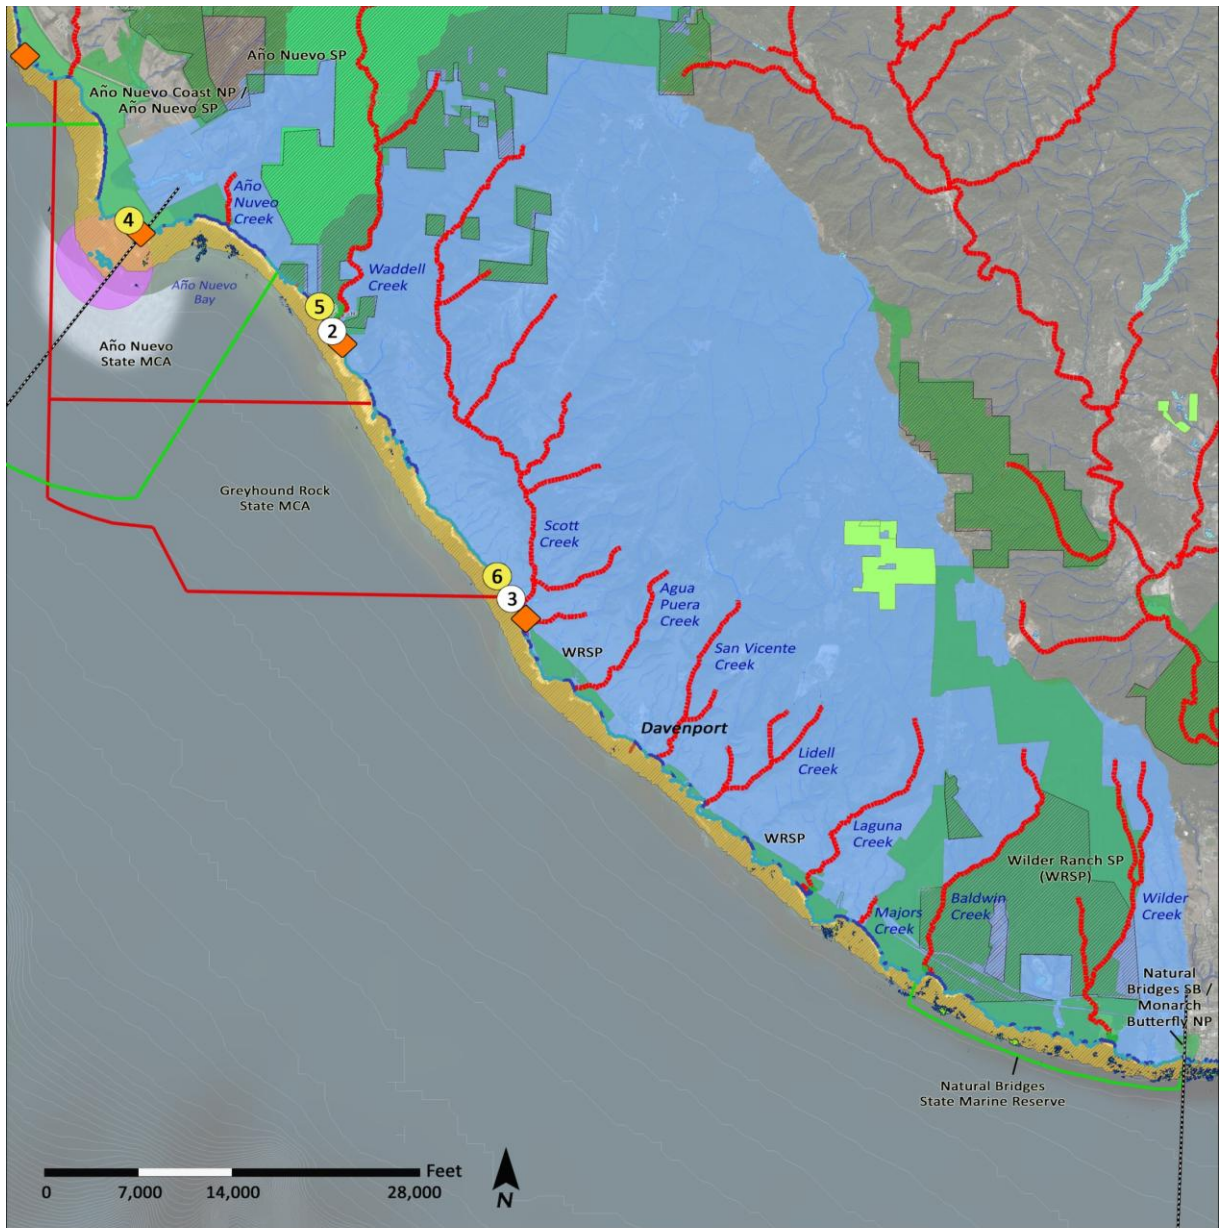 Año Nuevo SP
Año Nuevo Coast NP /
Año Nuevo SP
Año
Nuveo
Creek
4
Waddell
Creek
Año Nuevo
Bay
5
2
Año Nuevo
State MCA
Greyhound Rock
State MCA
Scott
Creek
6
3
Agua
Puera
Creek
WRSP
San Vicente
Creek
Davenport
Lidell
Creek
WRSP
Laguna
Creek
Wilder Ranch SP
(WRSP)
Majors
Creek
Baldwin
Creek
Wilder
Creek
Natural
Bridges SB /
Monarch
Butterfly NP
Natural Bridges
State Marine Reserve
Feet
0 7,000 14,000 28,000
N